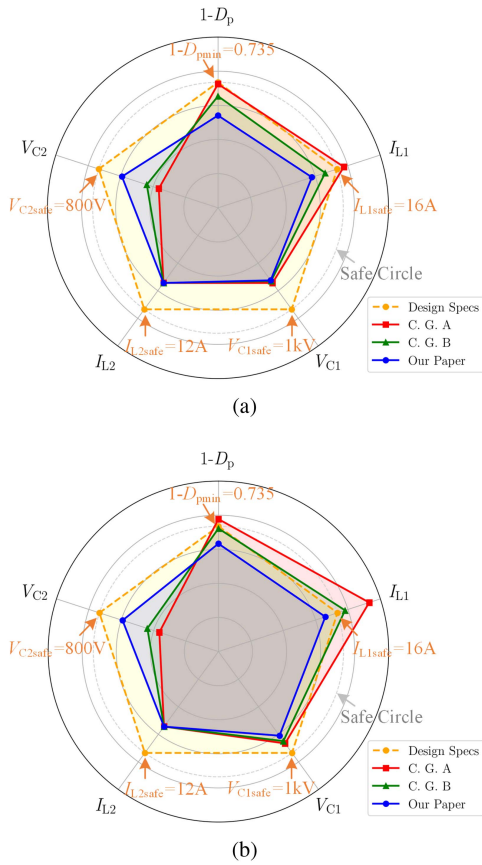 1-Dp
1-Dpmin=0.735
VC2
IL1
VC2safe=800V
IL1safe=16A
Safe Circle
Design Specs
C. G. A
C. G. B
Our Paper
IL2safe=12A
VC1safe=1kV
IL2
VC1
(a)
1-Dp
1-Dpmin=0.735
VC2
IL1
VC2safe=800V
IL1safe=16A
Safe Circle
Design Specs
C. G. A
C. G. B
Our Paper
IL2safe=12A
VC1safe=1kV
IL2
VC1
(b)